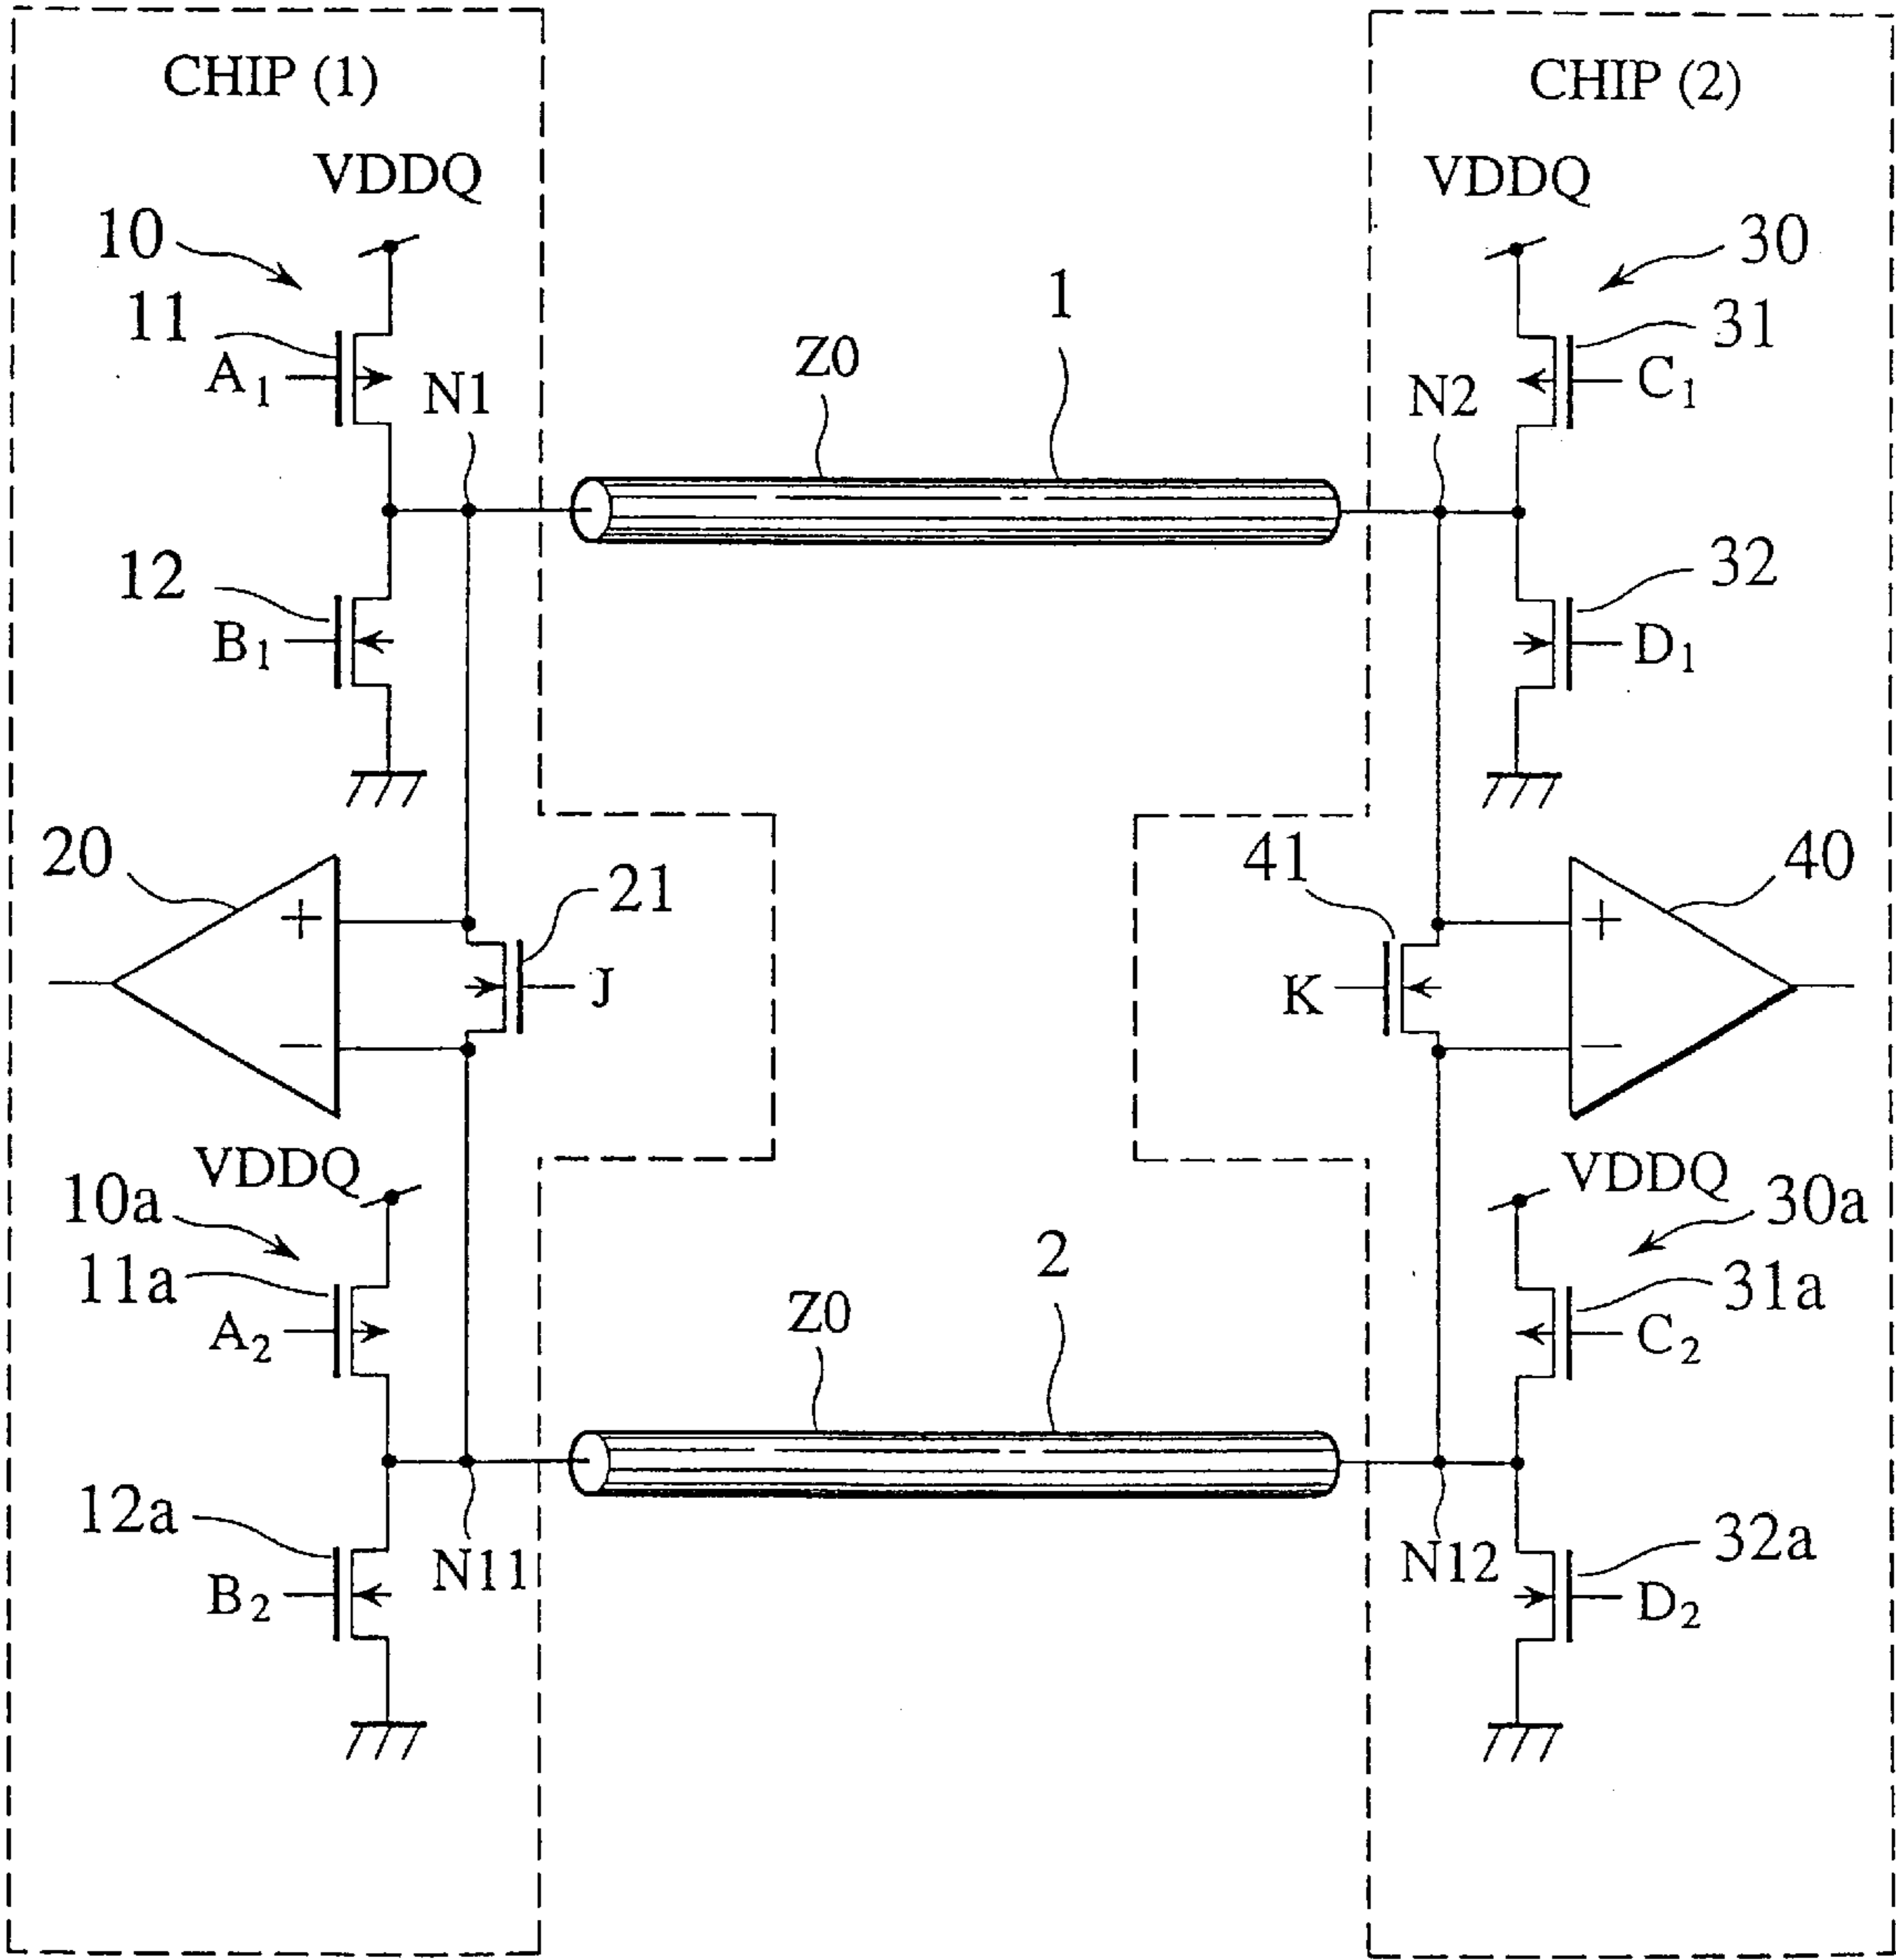 CHIP (1)
CHIP (2)
VDDQ
VDDQ
10
30
11
1
31
A1
N1
Z0
N2
C1
12
32
B1
D1
20
+
21
41
+
40
J
K
−
−
VDDQ
VDDQ
10a
30a
11a
2
31a
A2
Z0
C2
12a
32a
N11
N12
B2
D2